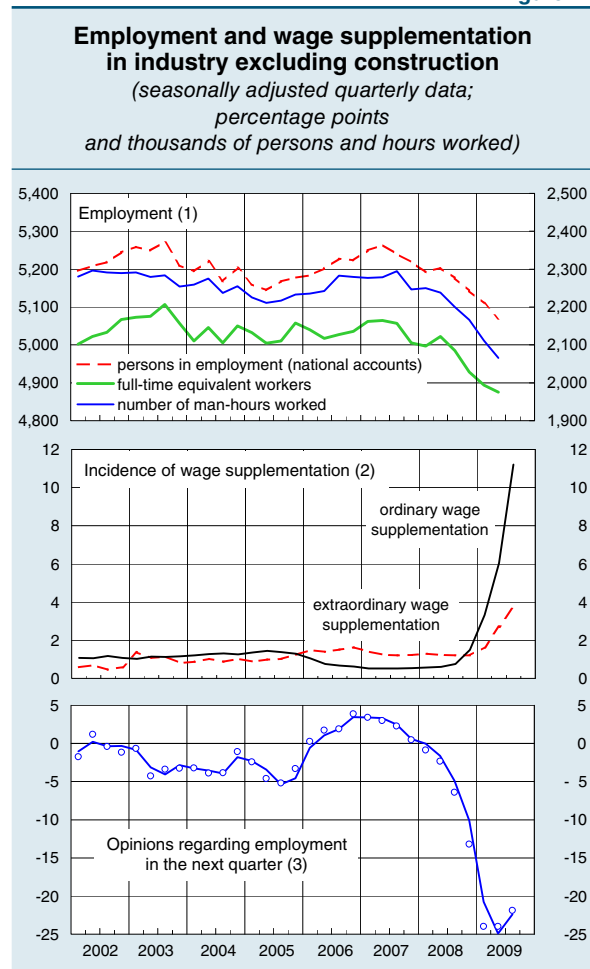 Employment and wage supplementation
in industry excluding construction
(seasonally adjusted quarterly data;
percentage points
and thousands of persons and hours worked)
5,400 2,500
Employment (1)
5,300 2,400
5,200 2,300
5,100 2,200
5,000 2,100
persons in employment (national accounts)
4,900 2,000
full-time equivalent workers
number of man-hours worked
4,800 1,900
12 12
Incidence of wage supplementation (2)
10 10
ordinary wage
supplementation
8 8
6 6
4 4
extraordinary wage
supplementation
2 2
0 0
5 5
0 0
-5 - 5
-10 - 10
Opinions regarding employment
in the next quarter (3)
-15 -15
-20 -20
-25 -25
2002 2003 2004 2005 2006 2007 2008 2009